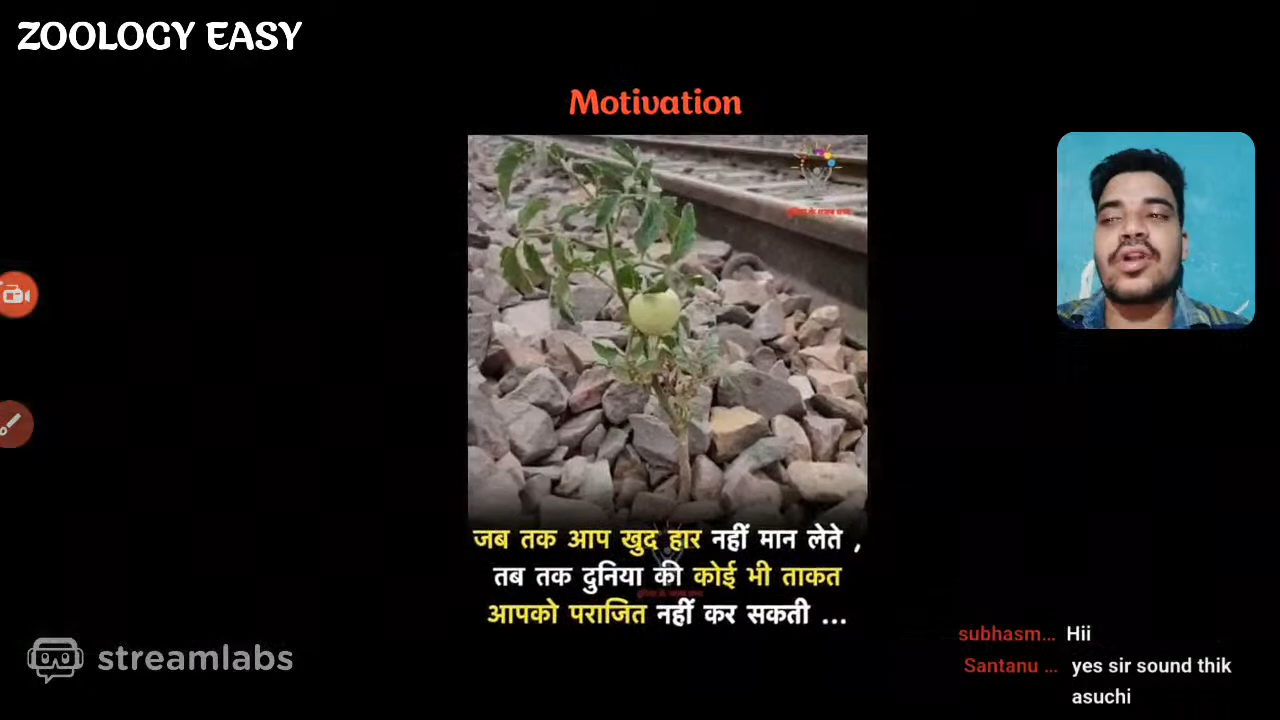 ZOOLOGY EASY
Motivation
जब तक आप खुद हार नहीं मान लेते ,
तब तक दुनिया की कोई भी ताकत
आपको पराजित नहीं कर सकती ...
streamlabs
subhasm... Hii
Santanu ... yes sir sound thik
asuchi